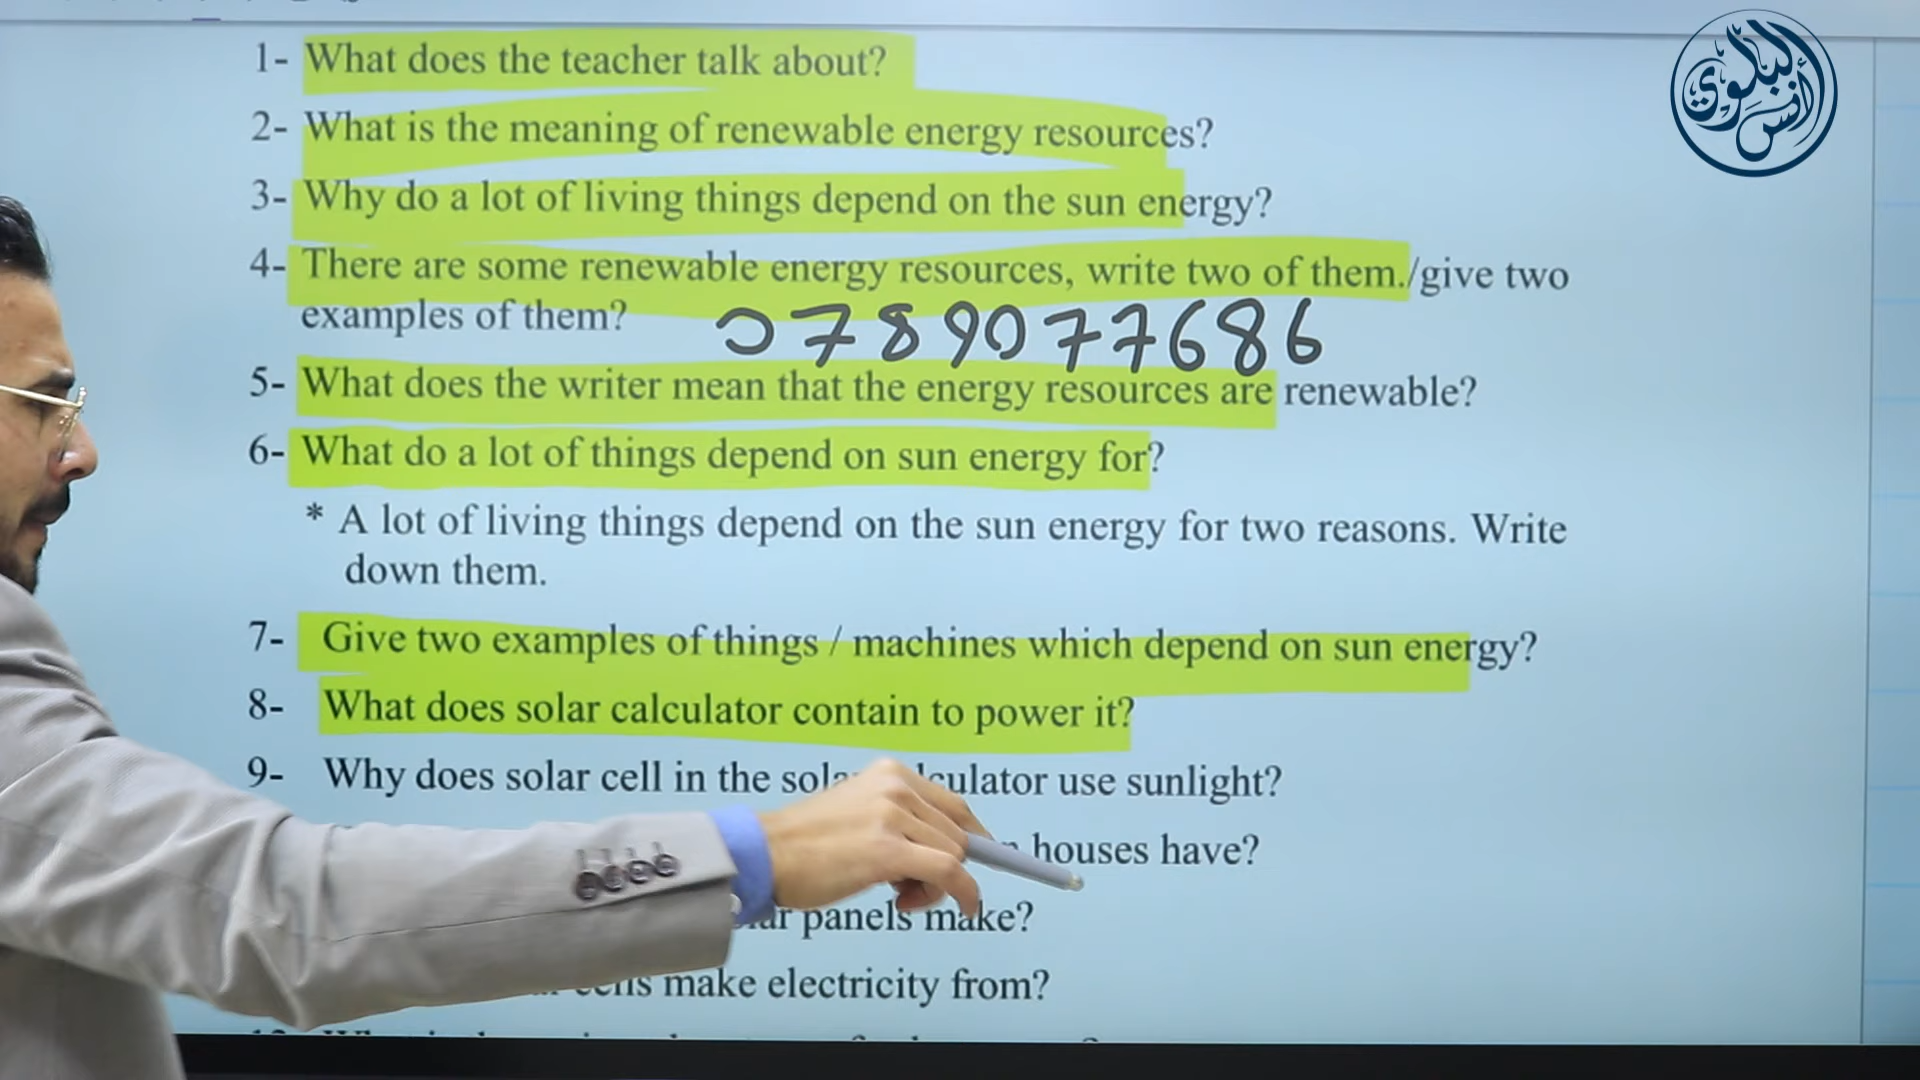 1- What does the teacher talk about?
2- What is the meaning of renewable energy resources?
3- Why do a lot of living things depend on the sun energy?
4- There are some renewable energy resources, write two of them./give two
examples of them?
0789077686
5- What does the writer mean that the energy resources are renewable?
6- What do a lot of things depend on sun energy for?
* A lot of living things depend on the sun energy for two reasons. Write
down them.
7- Give two examples of things / machines which depend on sun energy?
8- What does solar calculator contain to power it?
9- Why does solar cell in the use sunlight?
houses have?
panels make?
make electricity from?
أنس البكوي